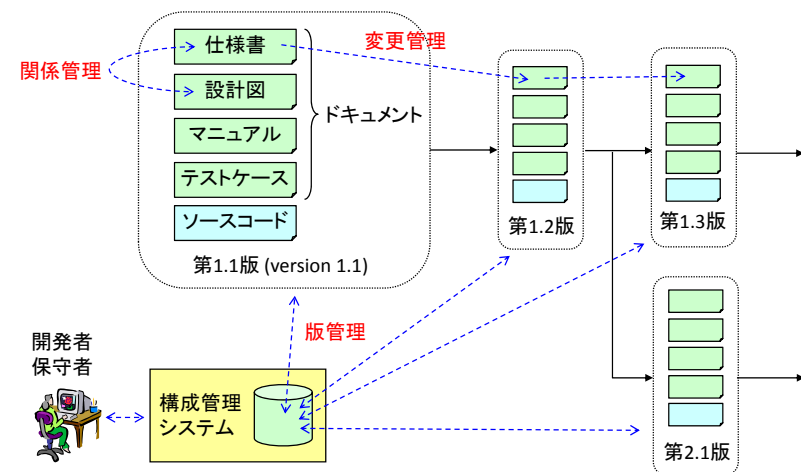 仕様書
変更管理
関係管理
設計図
ドキュメント
マニュアル
テストケース
ソースコード
第1.1版 (version 1.1)
第1.2版
第1.3版
版管理
開発者
保守者
構成管理
システム
第2.1版